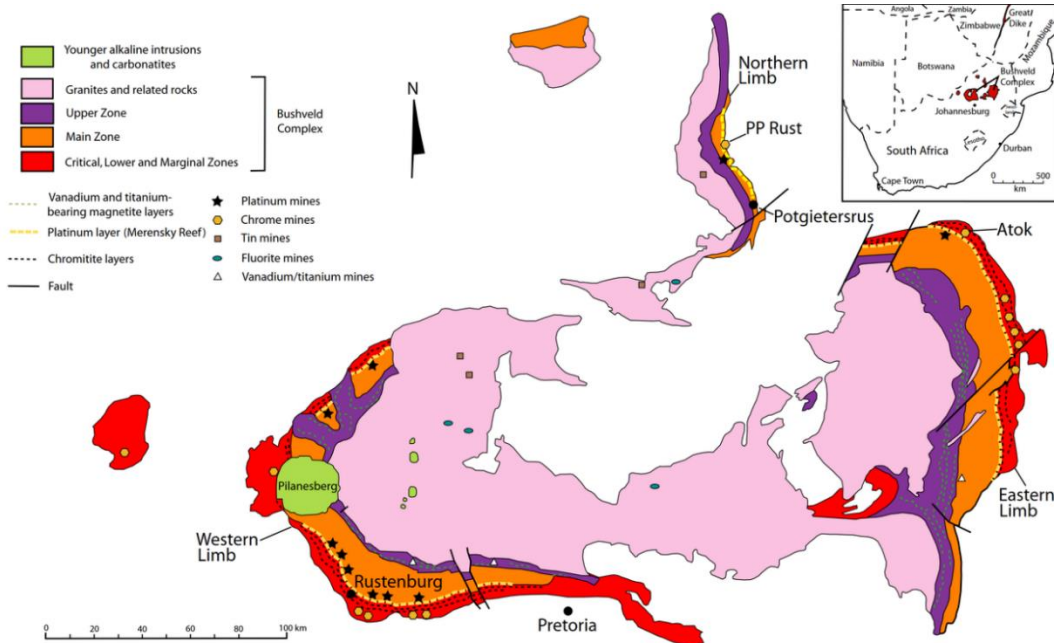 Younger alkaline intrusions
and carbonatites
Granites and related rocks
Upper Zone
Main Zone
Critical, Lower and Marginal Zones
Bushveld
Complex
Vanadium and titanium-
bearing magnetite layers
Platinum layer (Merensky Reef)
Chromitite layers
Fault
Platinum mines
Chrome mines
Tin mines
Fluorite mines
Vanadium/titanium mines
N
Northern
Limb
PP Rust
Potgietersrus
Angola
Zambia
Zimbabwe
Great
Dike
Mozambique
Namibia
Botswana
Bushveld
Complex
Johannesburg
South Africa
Lesotho
Durban
Cape Town
0 500
km
Atok
Pilanesberg
Western
Limb
Rustenburg
Pretoria
Eastern
Limb
0 20 40 60 80 100 km